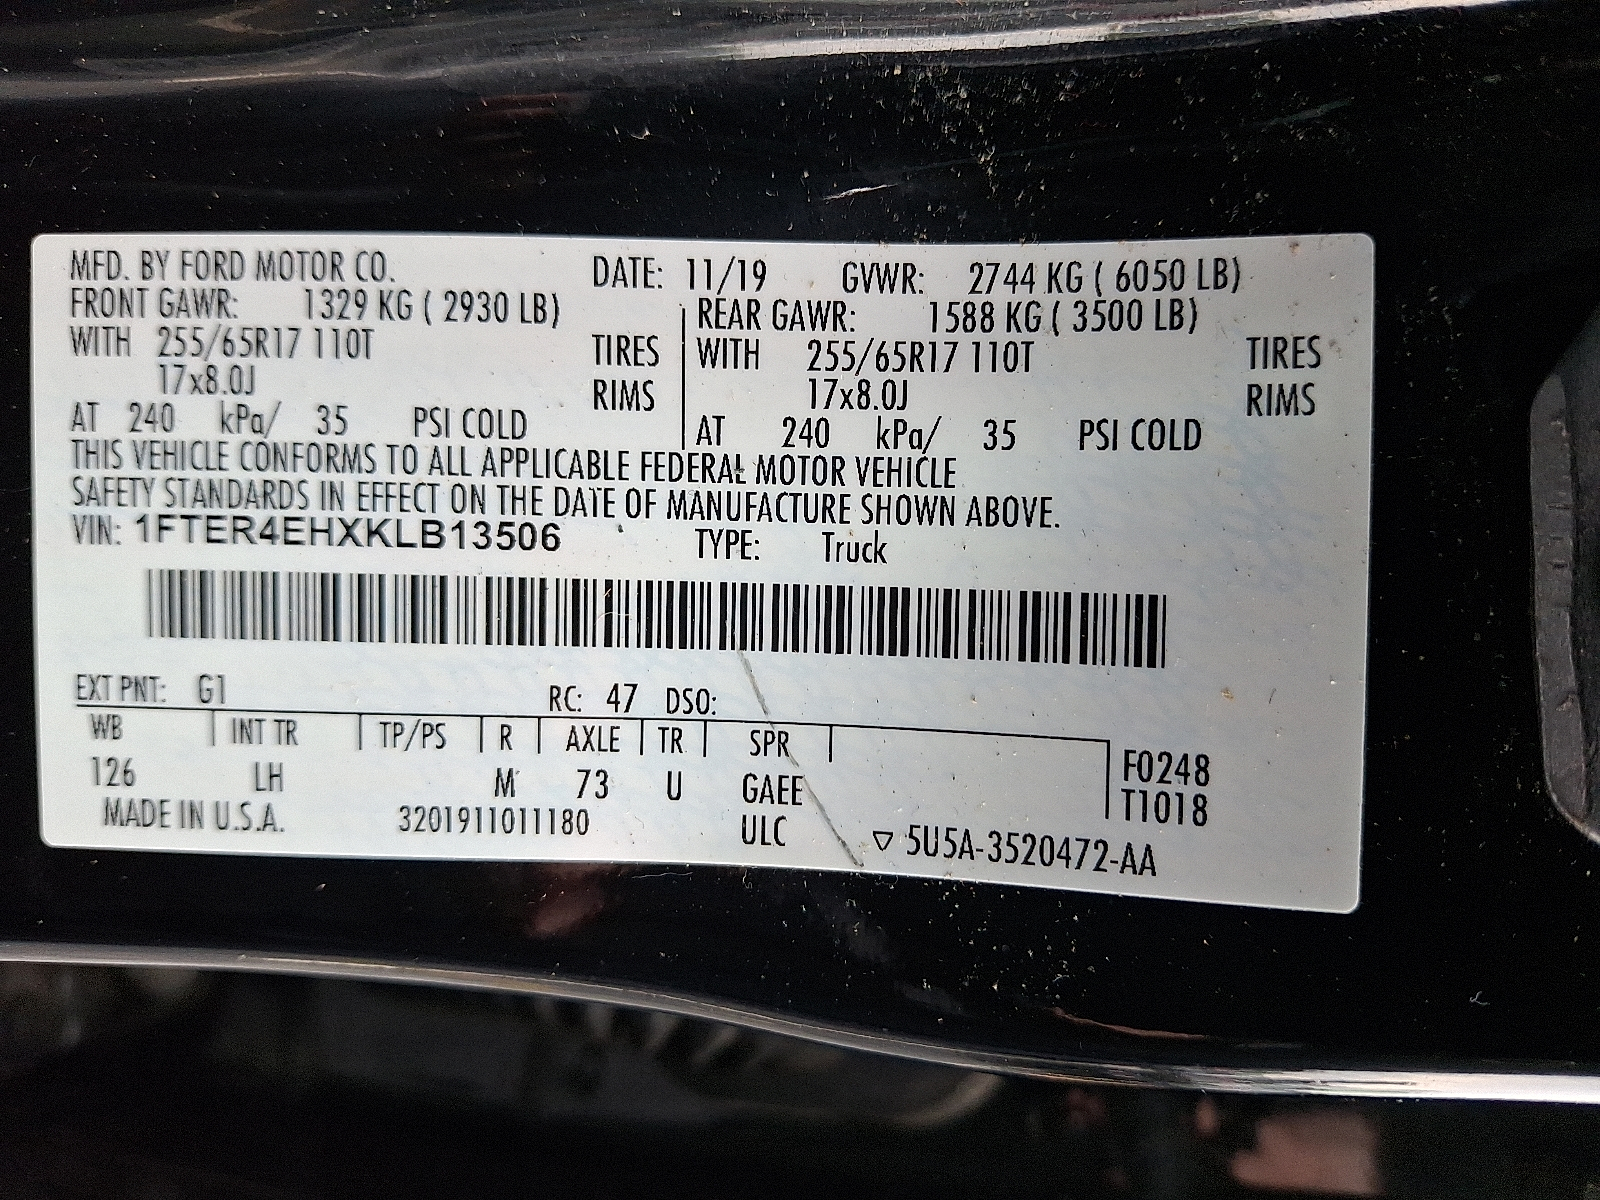 MFD. BY FORD MOTOR CO. DATE: 11/19 GVWR: 2744 KG ( 6050 LB)
FRONT GAWR: 1329 KG ( 2930 LB) REAR GAWR: 1588 KG ( 3500 LB)
WITH 255/65R17 110T TIRES WITH 255/65R17 110T TIRES
17x8.0J RIMS 17x8.0J RIMS
AT 240 kPa/ 35 PSI COLD AT 240 kPa/ 35 PSI COLD
THIS VEHICLE CONFORMS TO ALL APPLICABLE FEDERAL MOTOR VEHICLE
SAFETY STANDARDS IN EFFECT ON THE DATE OF MANUFACTURE SHOWN ABOVE.
VIN: 1FTER4EHXKLB13506 TYPE: Truck
EXT PNT: G1 RC: 47 DSO:
WB INT TR TP/PS R AXLE TR SPR F0248
126 LH M 73 U GAEE T1018
MADE IN U.S.A. 3201911011180 ULC ▽ 5U5A-3520472-AA